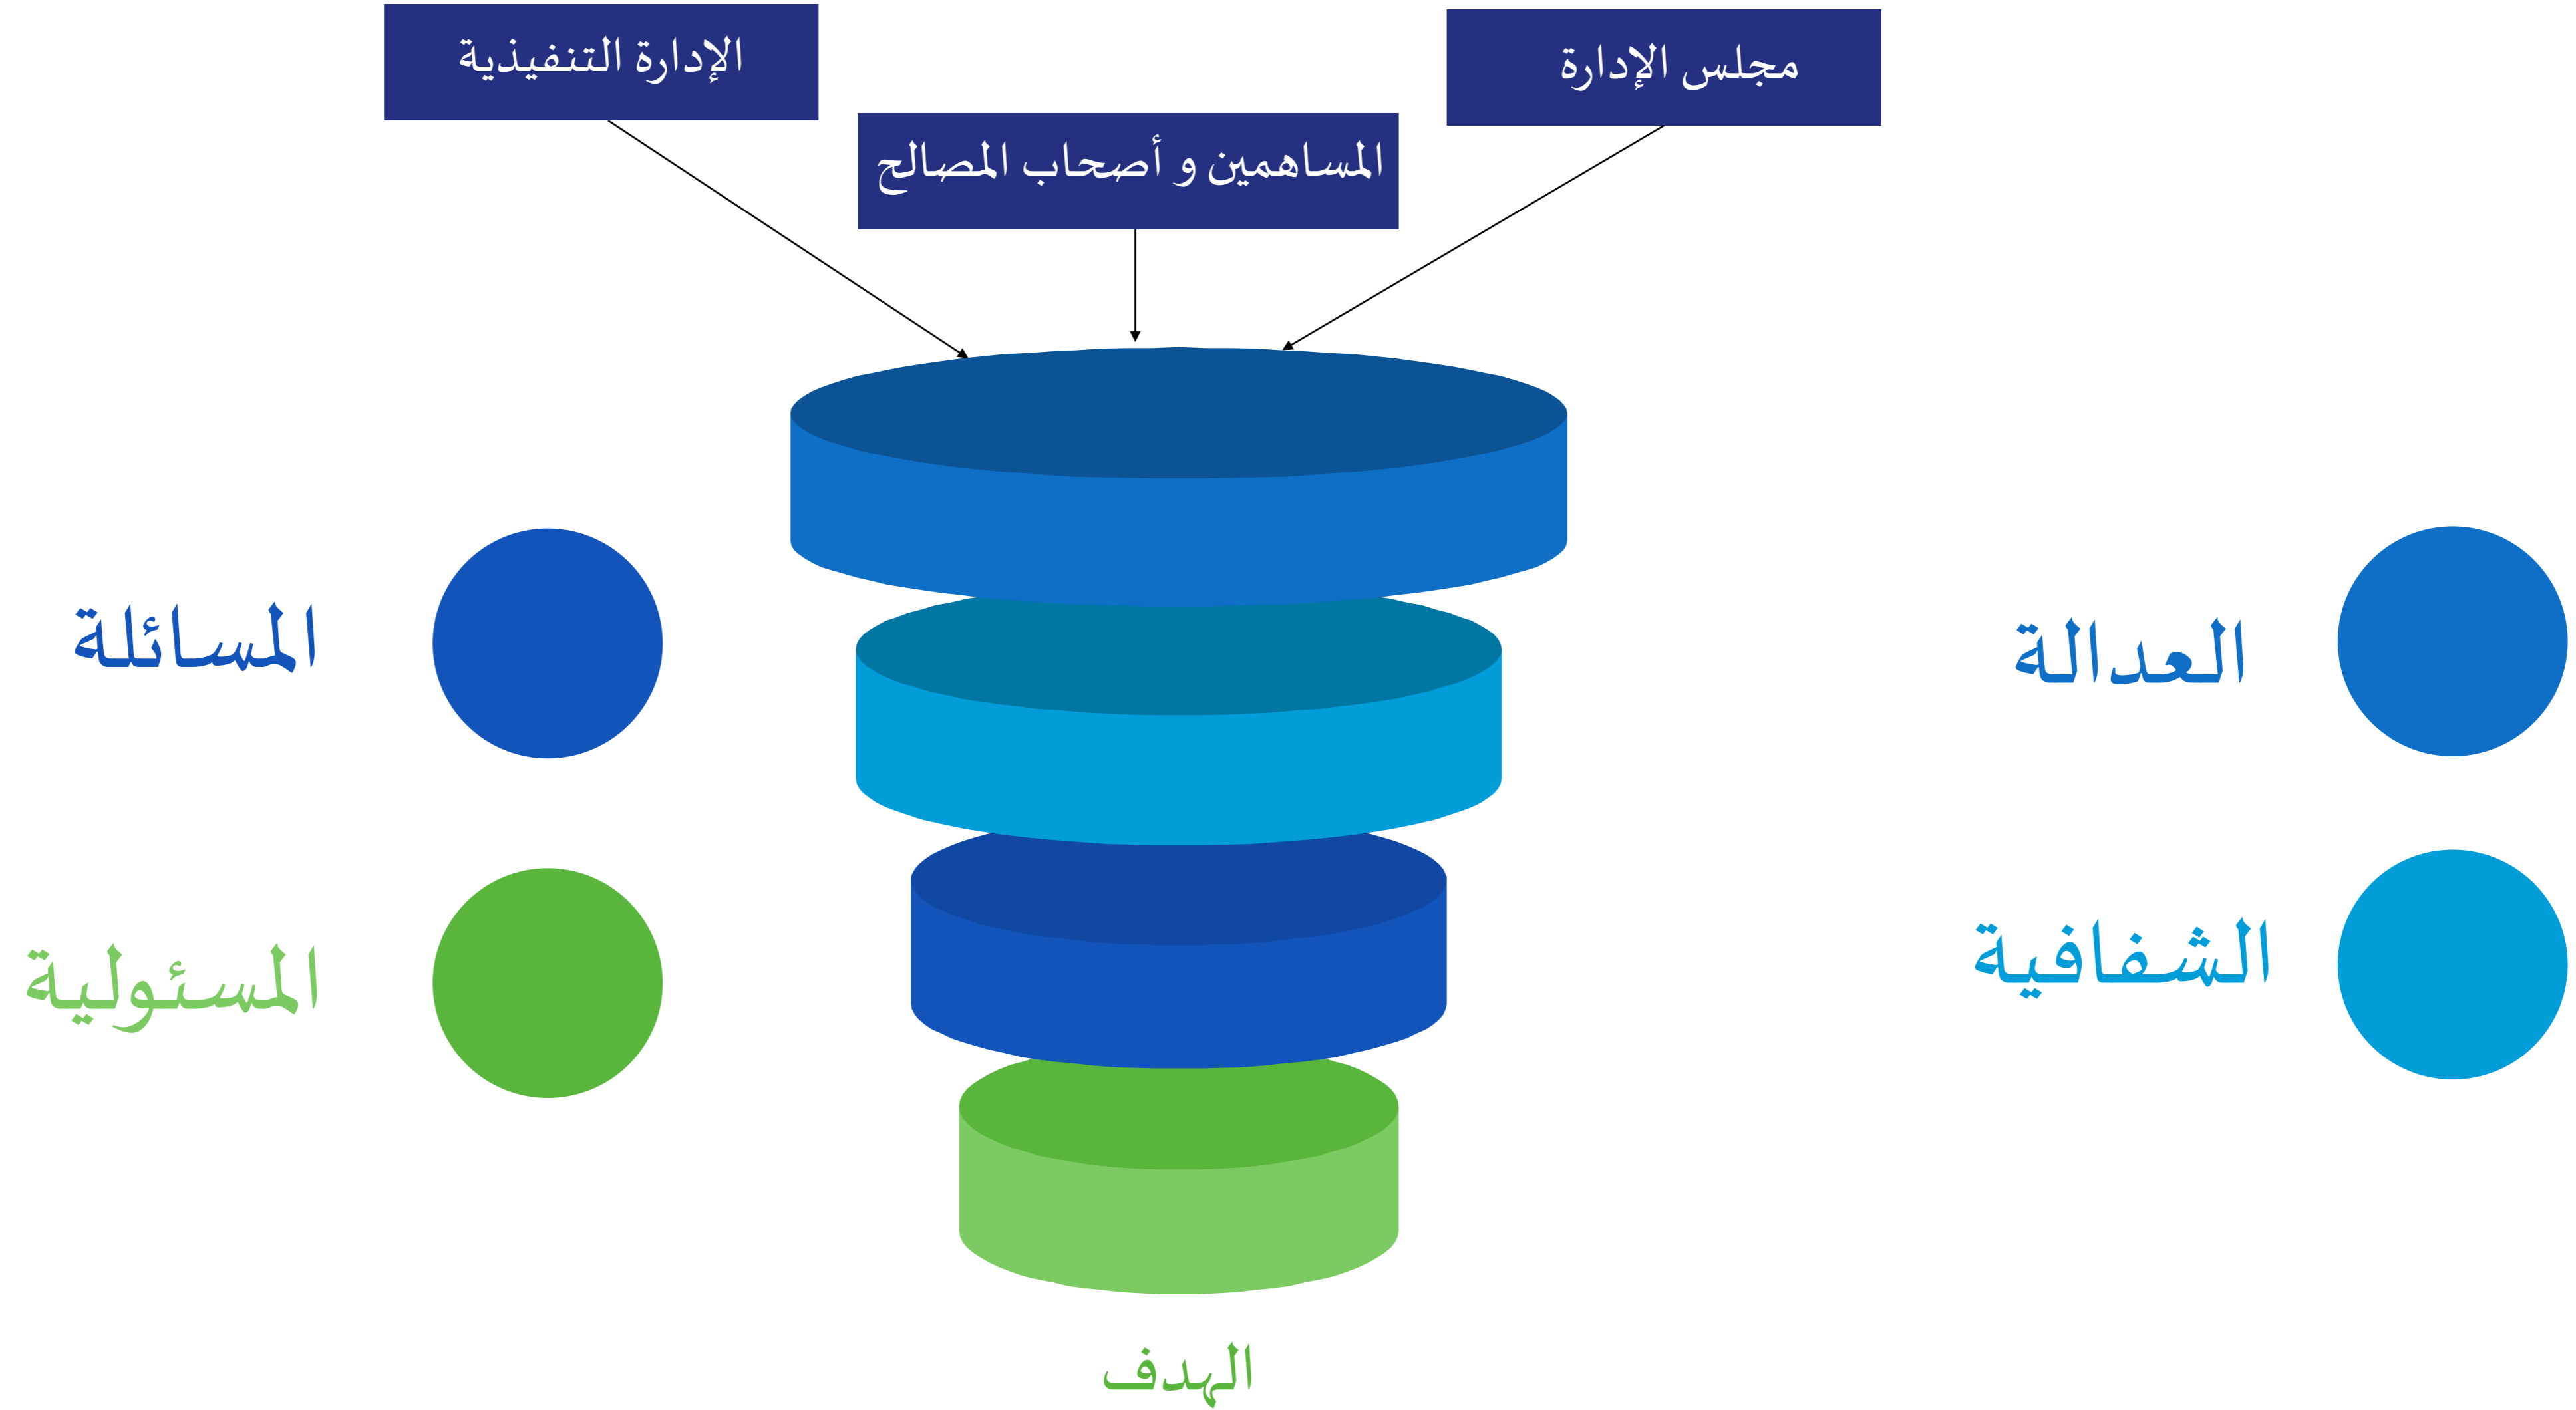 مجلس الإدارة
المساهمين و أصحاب المصالح
الإدارة التنفيذية
العدالة
الشفافية
المسائلة
المسئولية
الهدف